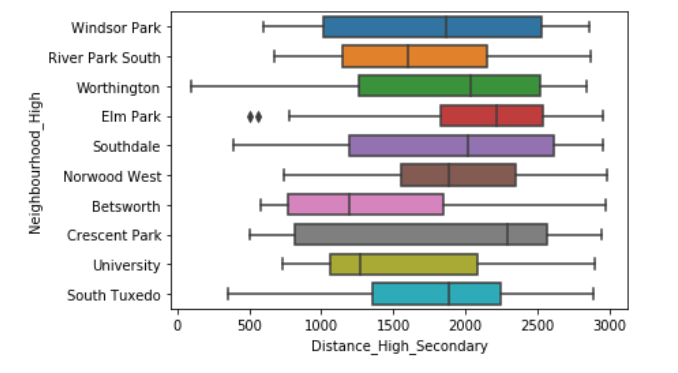 Neighbourhood_High
Windsor Park
River Park South
Worthington
Elm Park
Southdale
Norwood West
Betsworth
Crescent Park
University
South Tuxedo
0 500 1000 1500 2000 2500 3000
Distance_High_Secondary